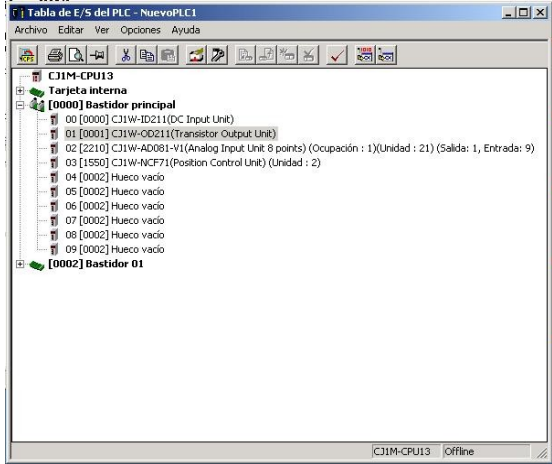 Tabla de E/S del PLC - NuevoPLC1
Archivo Editar Ver Opciones Ayuda
CJ1M-CPU13
Tarjeta interna
[0000] Bastidor principal
00 [0000] CJ1W-ID211(DC Input Unit)
01 [0001] CJ1W-OD211(Transistor Output Unit)
02 [2210] CJ1W-AD081-V1(Analog Input Unit 8 points) (Ocupación : 1)(Unidad : 21) (Salida: 1, Entrada: 9)
03 [1550] CJ1W-NCF71(Position Control Unit) (Unidad : 2)
04 [0002] Hueco vacío
05 [0002] Hueco vacío
06 [0002] Hueco vacío
07 [0002] Hueco vacío
08 [0002] Hueco vacío
09 [0002] Hueco vacío
[0002] Bastidor 01
CJ1M-CPU13 Offline